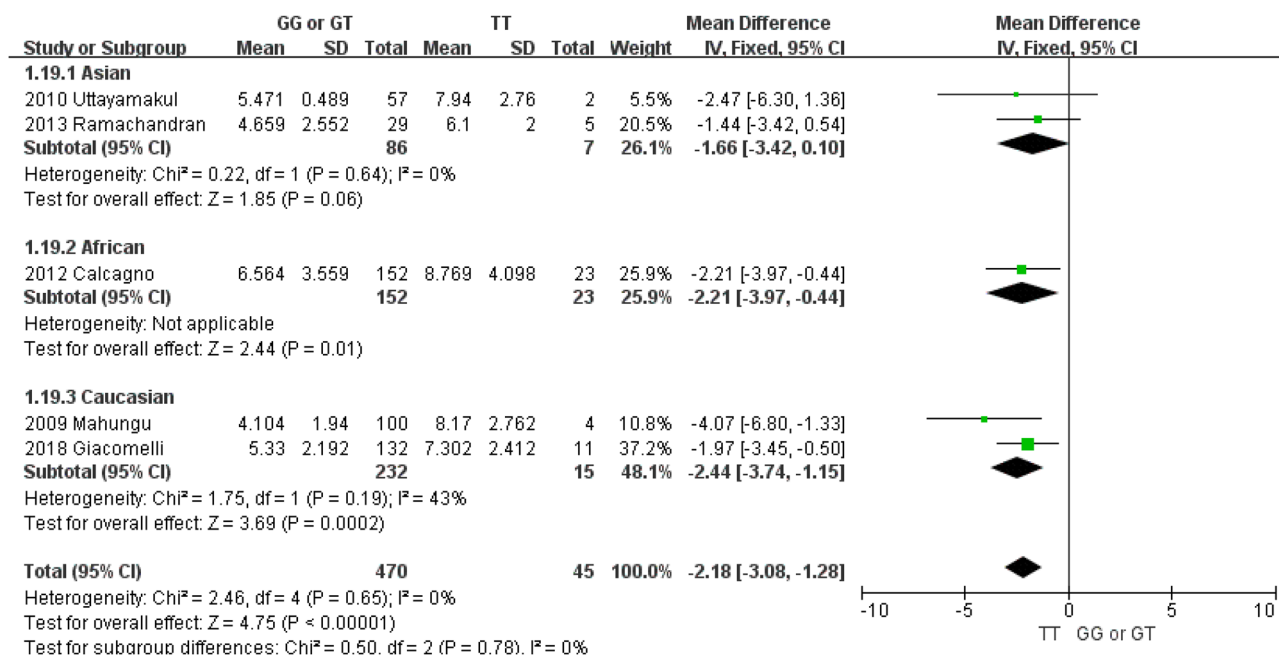 GG or GT TT Mean Difference Mean Difference
Study or Subgroup Mean SD Total Mean SD Total Weight IV, Fixed, 95% CI IV, Fixed, 95% CI
1.19.1 Asian
2010 Uttayamakul 5.471 0.489 57 7.94 2.76 2 5.5% -2.47 [-6.30, 1.36]
2013 Ramachandran 4.659 2.552 29 6.1 2 5 20.5% -1.44 [-3.42, 0.54]
Subtotal (95% CI) 86 7 26.1% -1.66 [-3.42, 0.10]
Heterogeneity: Chi² = 0.22, df = 1 (P = 0.64); I² = 0%
Test for overall effect: Z = 1.85 (P = 0.06)
1.19.2 African
2012 Calcagno 6.564 3.559 152 8.769 4.098 23 25.9% -2.21 [-3.97, -0.44]
Subtotal (95% CI) 152 23 25.9% -2.21 [-3.97, -0.44]
Heterogeneity: Not applicable
Test for overall effect: Z = 2.44 (P = 0.01)
1.19.3 Caucasian
2009 Mahungu 4.104 1.94 100 8.17 2.762 4 10.8% -4.07 [-6.80, -1.33]
2018 Giacomelli 5.33 2.192 132 7.302 2.412 11 37.2% -1.97 [-3.45, -0.50]
Subtotal (95% CI) 232 15 48.1% -2.44 [-3.74, -1.15]
Heterogeneity: Chi² = 1.75, df = 1 (P = 0.19); I² = 43%
Test for overall effect: Z = 3.69 (P = 0.0002)
Total (95% CI) 470 45 100.0% -2.18 [-3.08, -1.28]
Heterogeneity: Chi² = 2.46, df = 4 (P = 0.65); I² = 0%
Test for overall effect: Z = 4.75 (P < 0.00001)
Test for subgroup differences: Chi² = 0.50, df = 2 (P = 0.78), I² = 0%
-10 -5 0 5 10
TT GG or GT